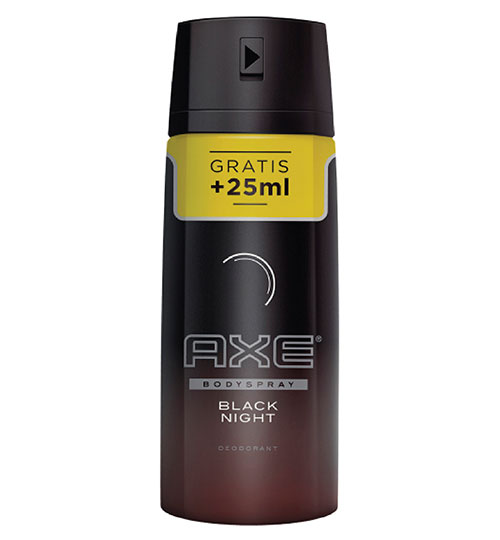 GRATIS
+25ml
AXE®
BODYSPRAY
BLACK
NIGHT
DEODORANT